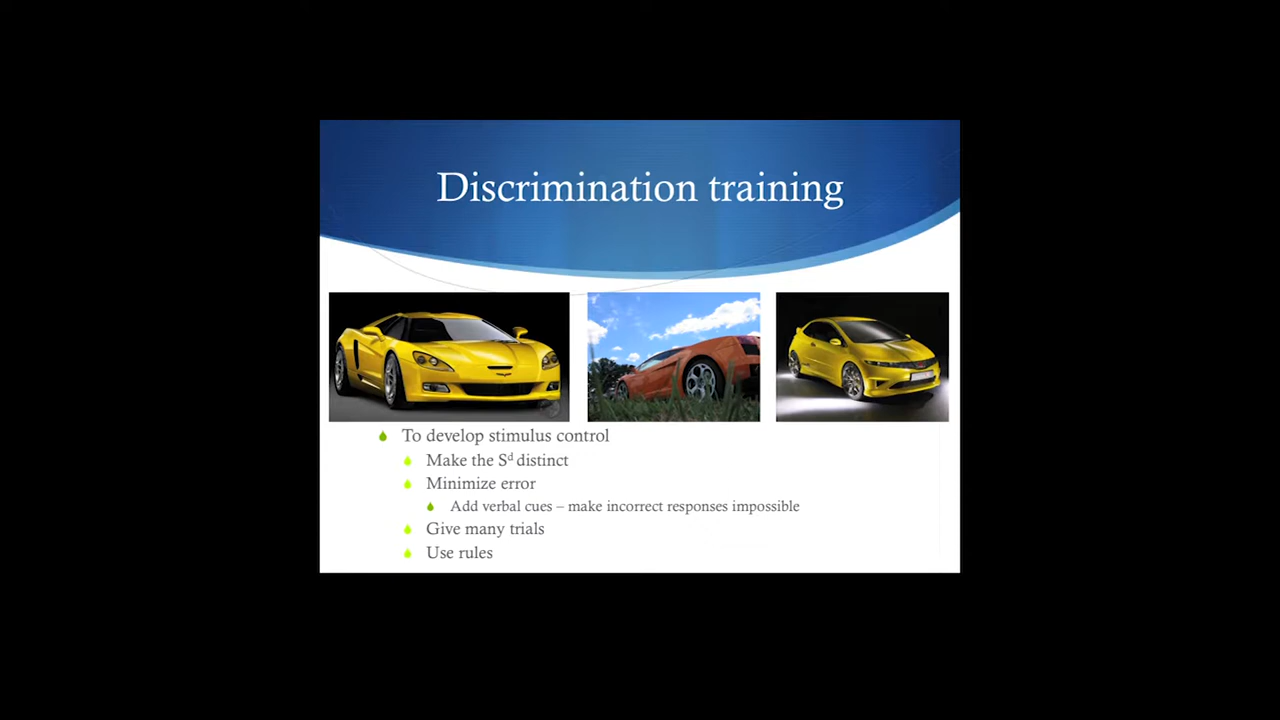 Discrimination training
To develop stimulus control
Make the Sᵈ distinct
Minimize error
Add verbal cues – make incorrect responses impossible
Give many trials
Use rules